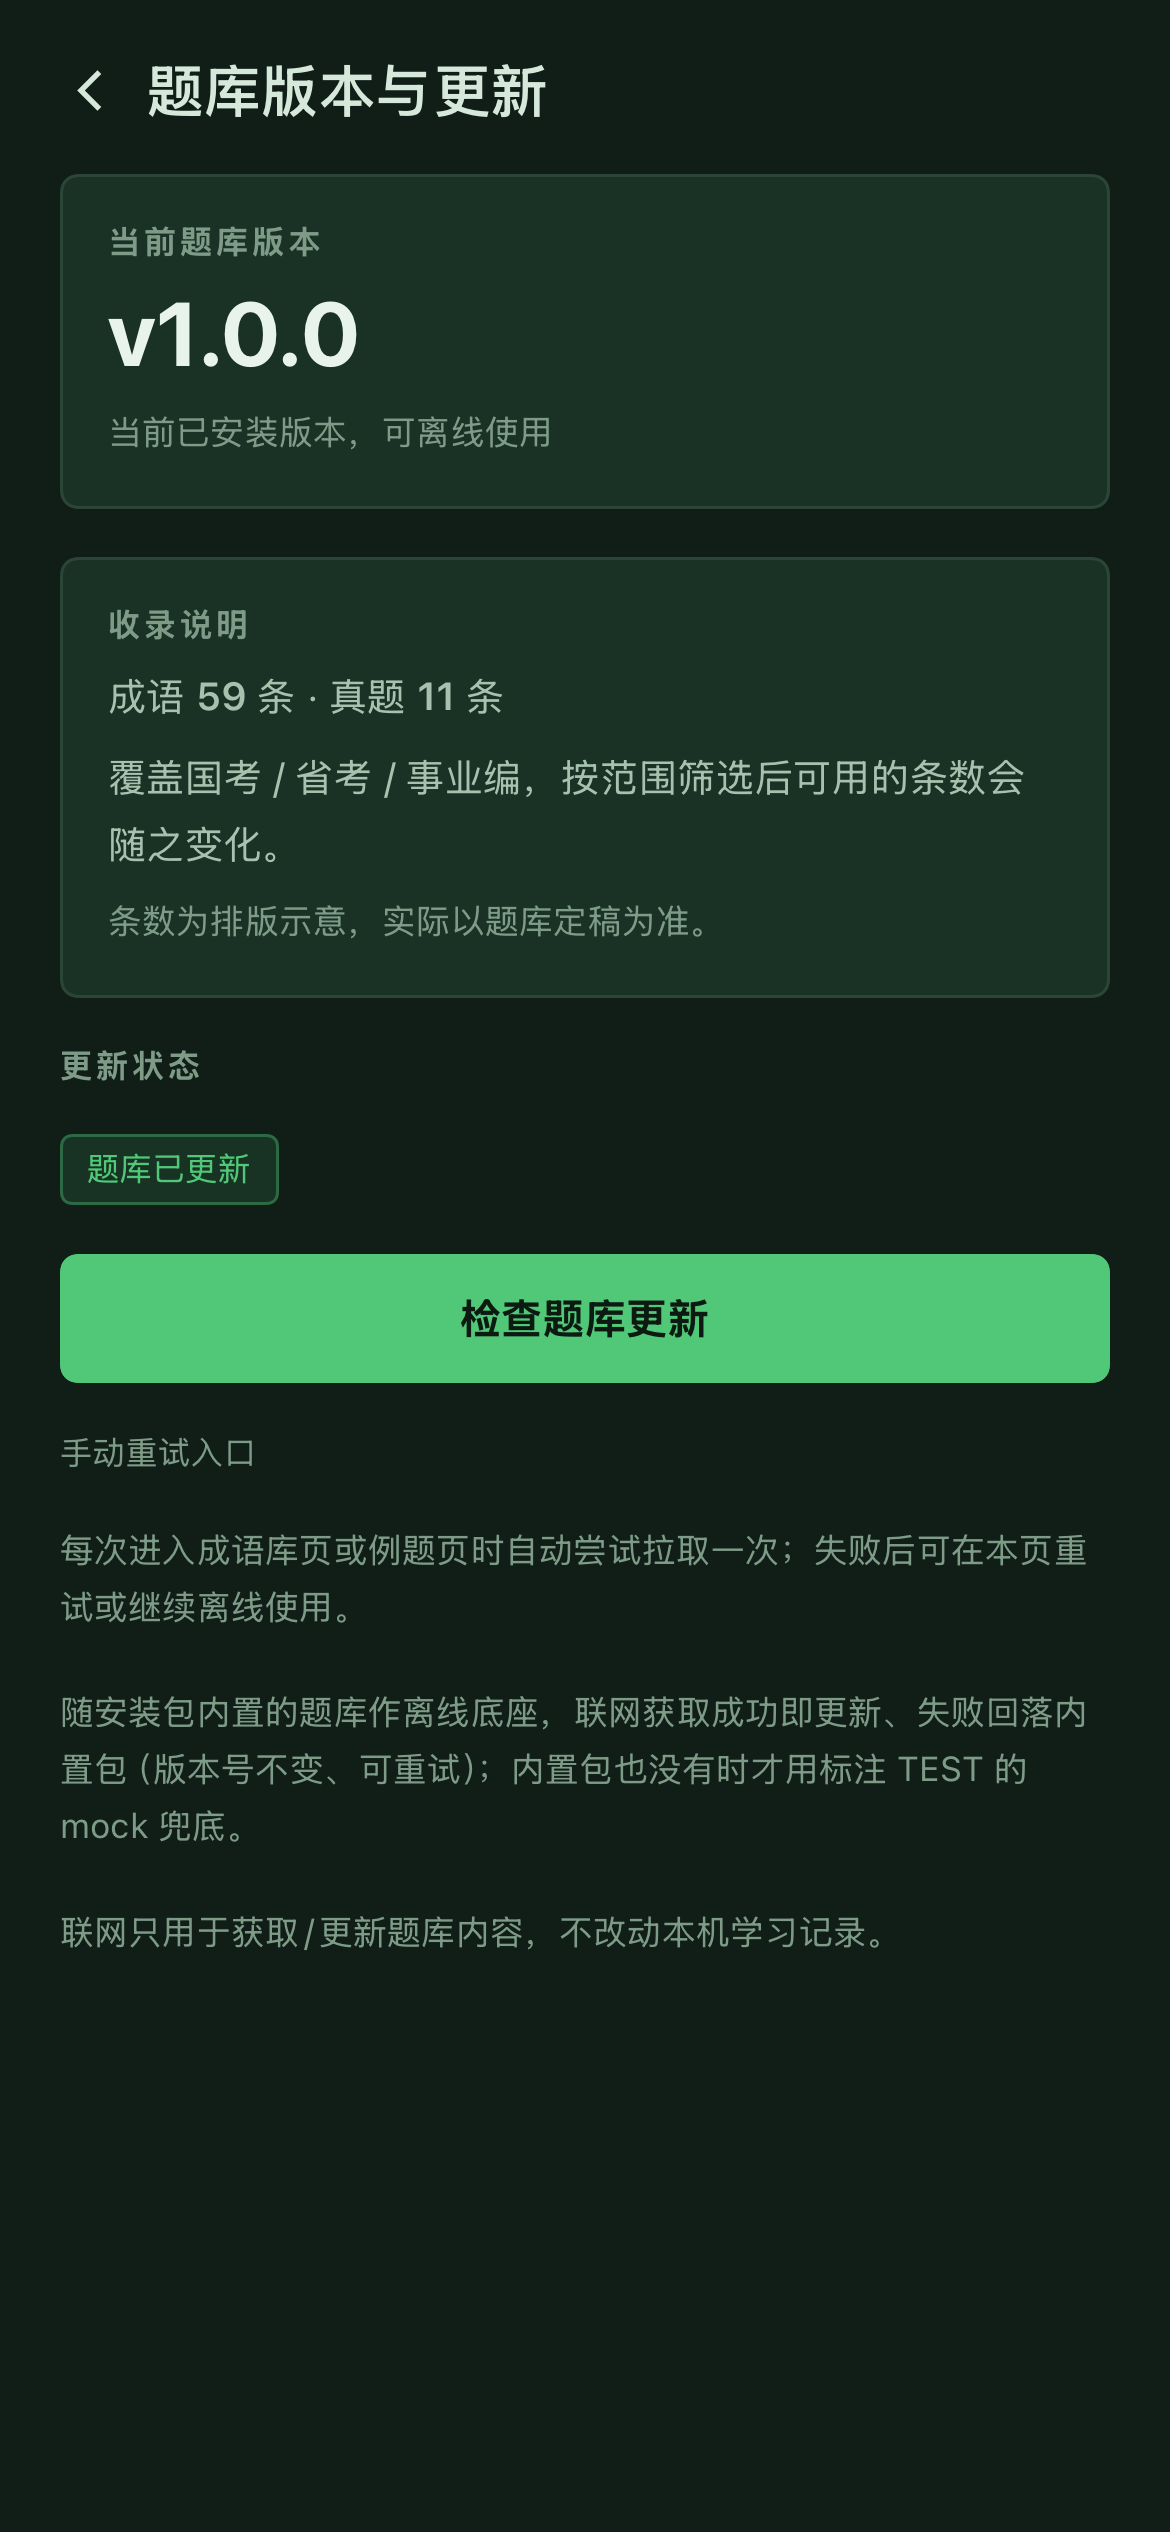 题库版本与更新
当前题库版本
v1.0.0
当前已安装版本，可离线使用
收录说明
成语 59 条 · 真题 11 条
覆盖国考 / 省考 / 事业编，按范围筛选后可用的条数会
随之变化。
条数为排版示意，实际以题库定稿为准。
更新状态
题库已更新
检查题库更新
手动重试入口
每次进入成语库页或例题页时自动尝试拉取一次；失败后可在本页重
试或继续离线使用。
随安装包内置的题库作离线底座，联网获取成功即更新、失败回落内
置包 (版本号不变、可重试)；内置包也没有时才用标注 TEST 的
mock 兜底。
联网只用于获取/更新题库内容，不改动本机学习记录。